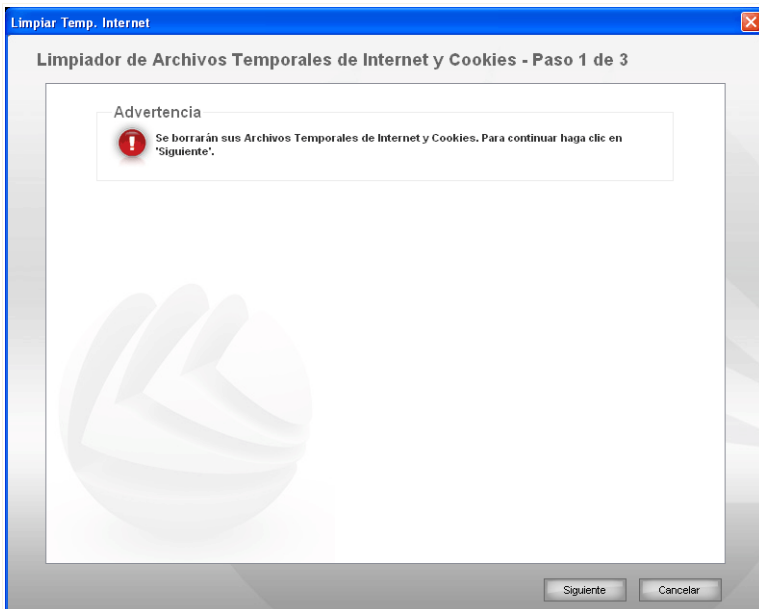 Limpiar Temp. Internet
Limpiador de Archivos Temporales de Internet y Cookies - Paso 1 de 3
Advertencia
Se borrarán sus Archivos Temporales de Internet y Cookies. Para continuar haga clic en
'Siguiente'.
Siguiente
Cancelar